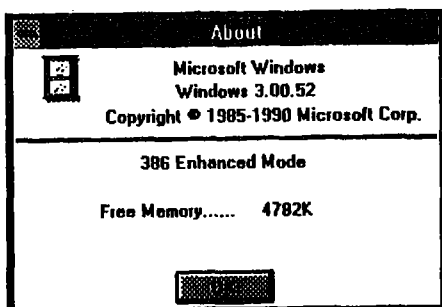 About
Microsoft Windows
Windows 3.00.52
Copyright © 1985-1990 Microsoft Corp.
386 Enhanced Mode
Free Memory...... 4782K